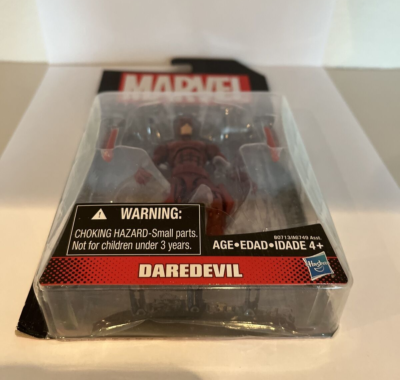 MARVEL
WARNING:
CHOKING HAZARD-Small parts.
Not for children under 3 years.
AGE•EDAD•IDADE 4+
DAREDEVIL
Hasbro